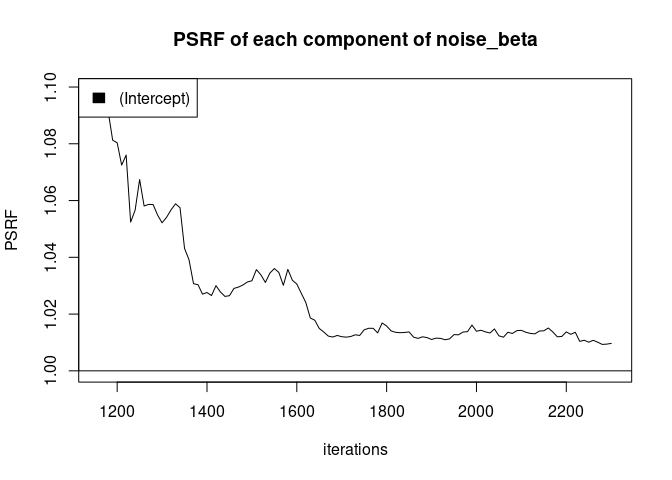 PSRF of each component of noise_beta
(Intercept)
PSRF
1.10
1.08
1.06
1.04
1.02
1.00
1200 1400 1600 1800 2000 2200
iterations